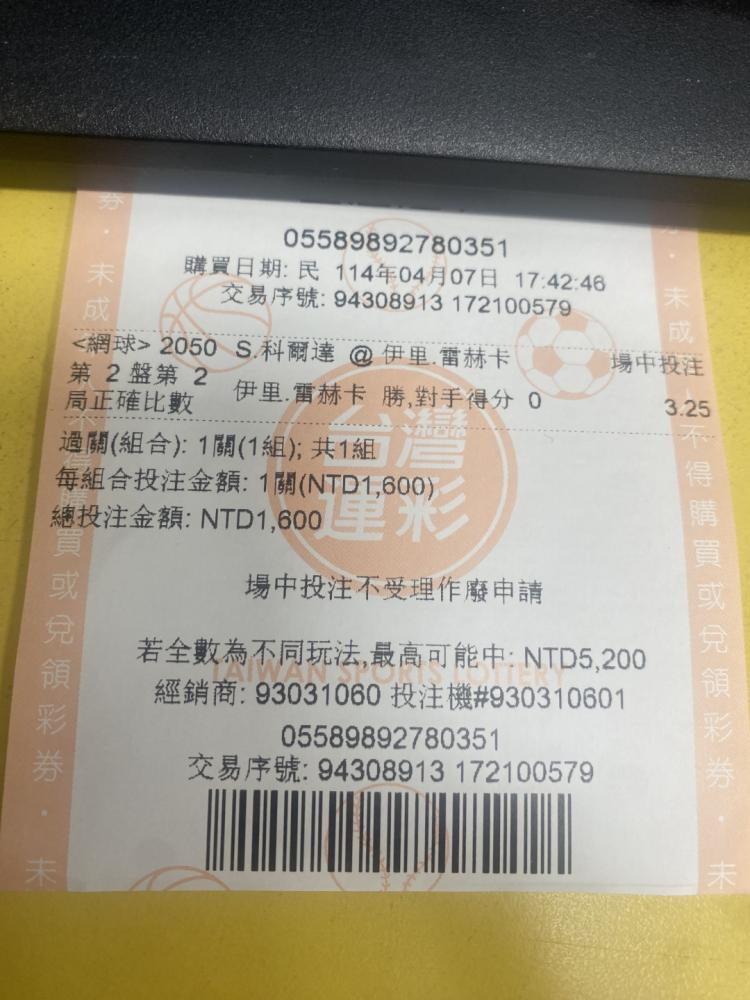 05589892780351
購買日期: 民 114年04月07日 17:42:46
交易序號: 94308913 172100579
<網球> 2050 S.科爾達 @ 伊里.雷赫卡 場中投注
第 2 盤第 2
局正確比數 伊里.雷赫卡 勝,對手得分 0 3.25
過關(組合): 1關(1組); 共1組
每組合投注金額: 1關(NTD1,600)
總投注金額: NTD1,600
台灣
運彩
場中投注不受理作廢申請
若全數為不同玩法,最高可能中: NTD5,200
TAIWAN SPORTS LOTTERY
經銷商: 93031060 投注機#930310601
05589892780351
交易序號: 94308913 172100579
券・未成
不得購買或兌領彩券・未
未成
不得購買或兌領彩券・未